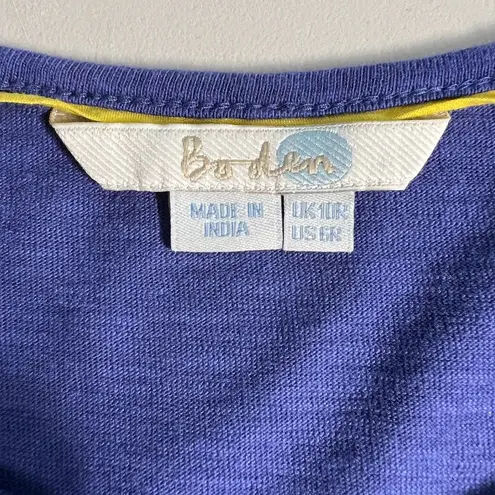 Boden
MADE IN
INDIA
UK10R
US6R